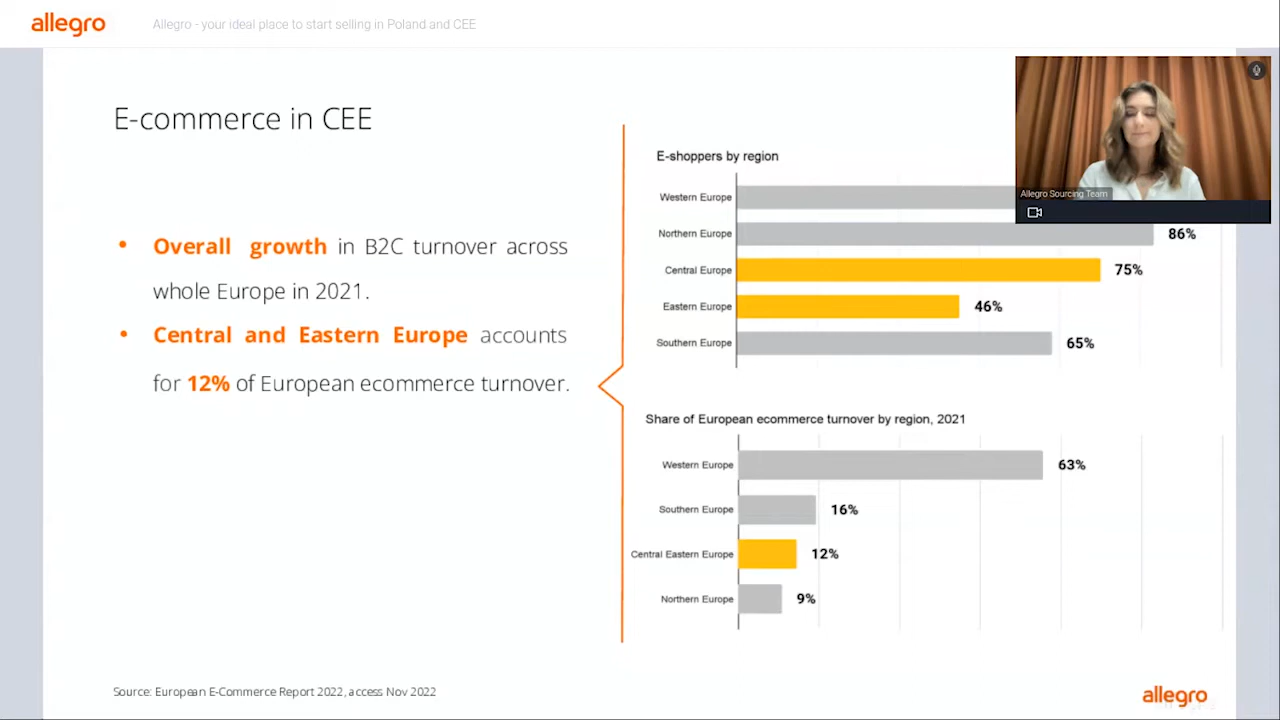 allegro
Allegro - your ideal place to start selling in Poland and CEE
E-commerce in CEE
• Overall growth in B2C turnover across
whole Europe in 2021.
• Central and Eastern Europe accounts
for 12% of European ecommerce turnover.
E-shoppers by region
Western Europe
Northern Europe 86%
Central Europe 75%
Eastern Europe 46%
Southern Europe 65%
Allegro Sourcing Team
Share of European ecommerce turnover by region, 2021
Western Europe 63%
Southern Europe 16%
Central Eastern Europe 12%
Northern Europe 9%
Source: European E-Commerce Report 2022, access Nov 2022
allegro